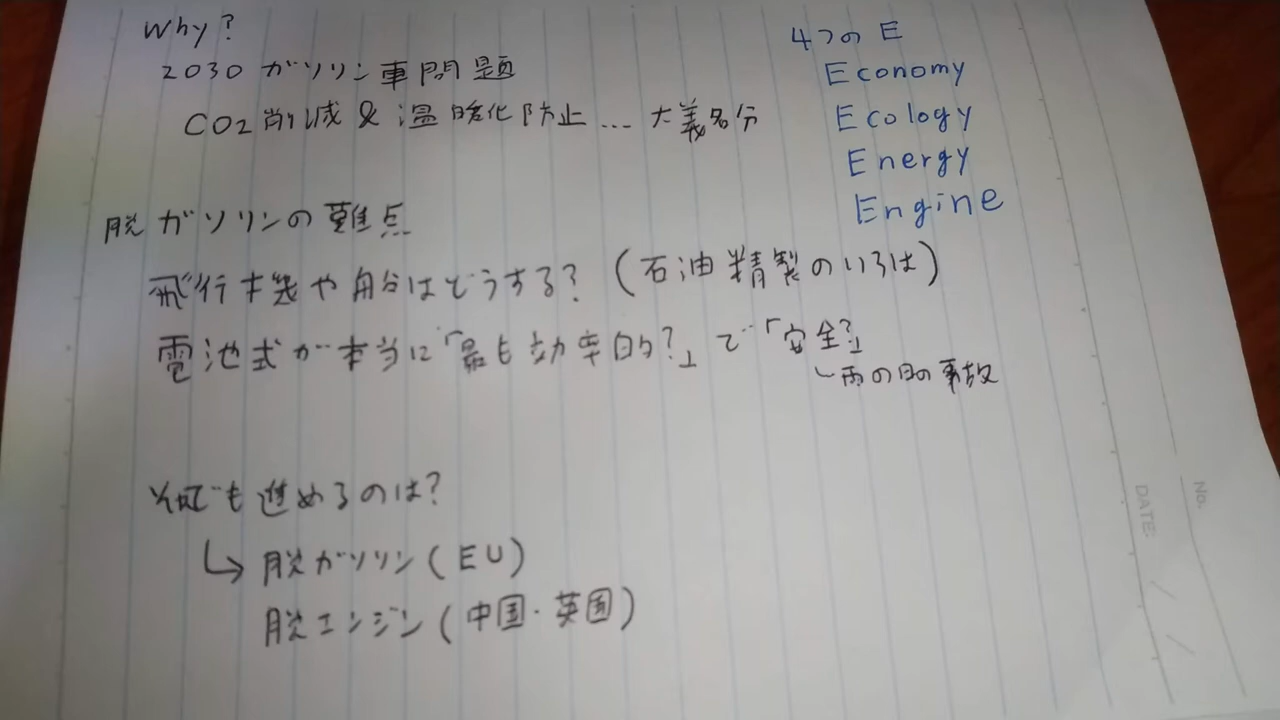 Why?
2030 ガソリン車問題
CO2削減&温暖化防止... 大義名分
4つのE
Economy
Ecology
Energy
Engine
脱ガソリンの難点
飛行機や船はどうする?(石油精製のいろは)
電池式が本当に「最も効率的?」で「安全?」
雨の日の事故
それでも進めるのは?
↳ 脱ガソリン(EU)
脱エンジン(中国・英国)
No.
DATE